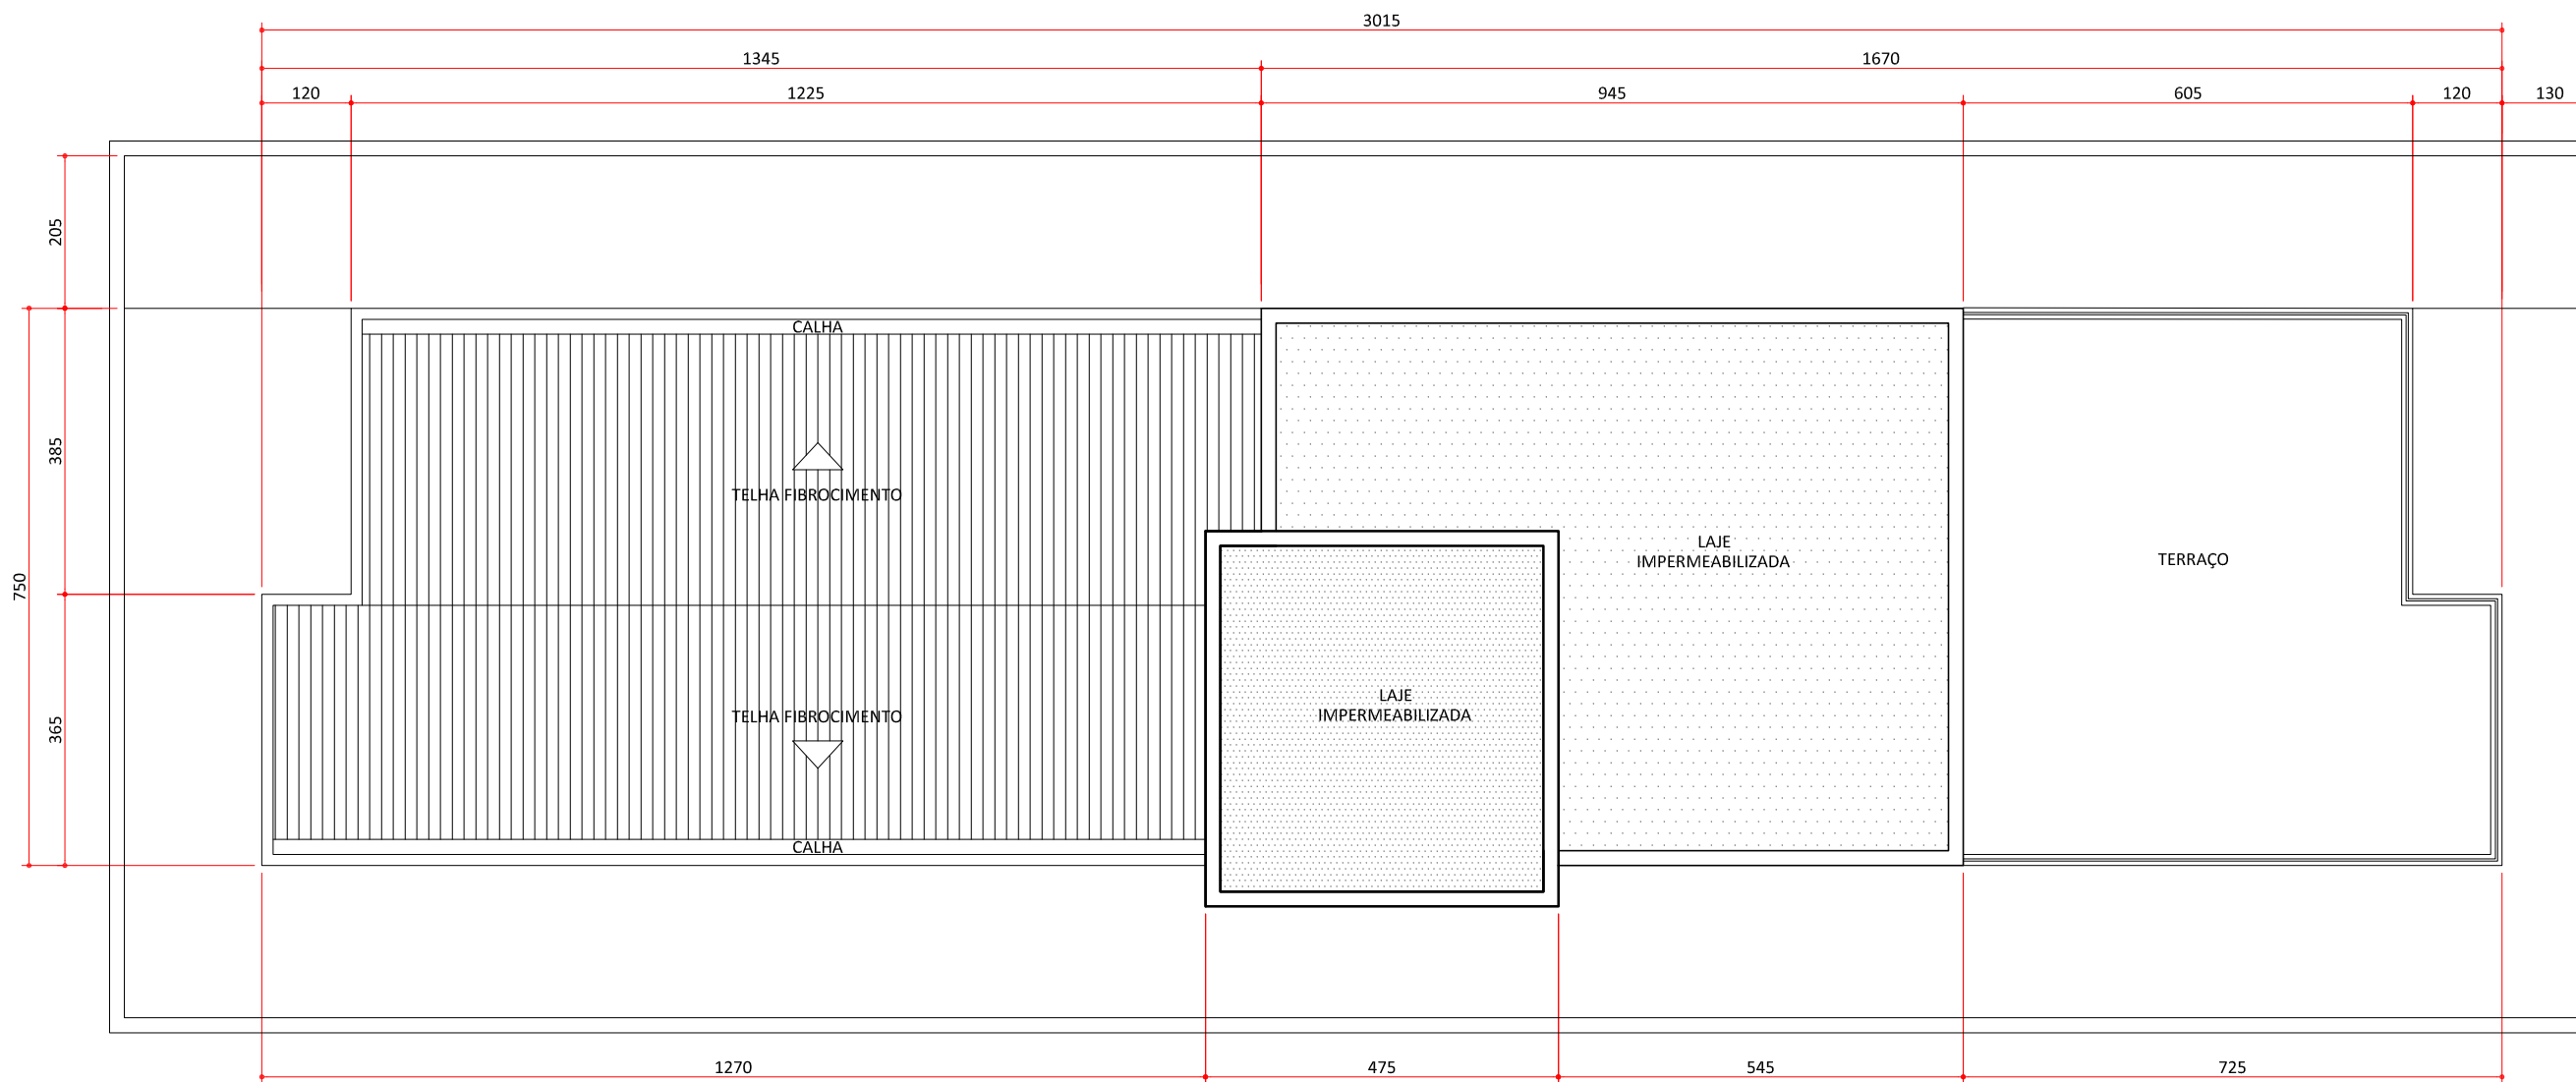 3015
1345
1670
120
1225
945
605
120
130
205
385
750
365
CALHA
TELHA FIBROCIMENTO
TELHA FIBROCIMENTO
CALHA
LAJE
IMPERMEABILIZADA
LAJE
IMPERMEABILIZADA
TERRAÇO
1270
475
545
725